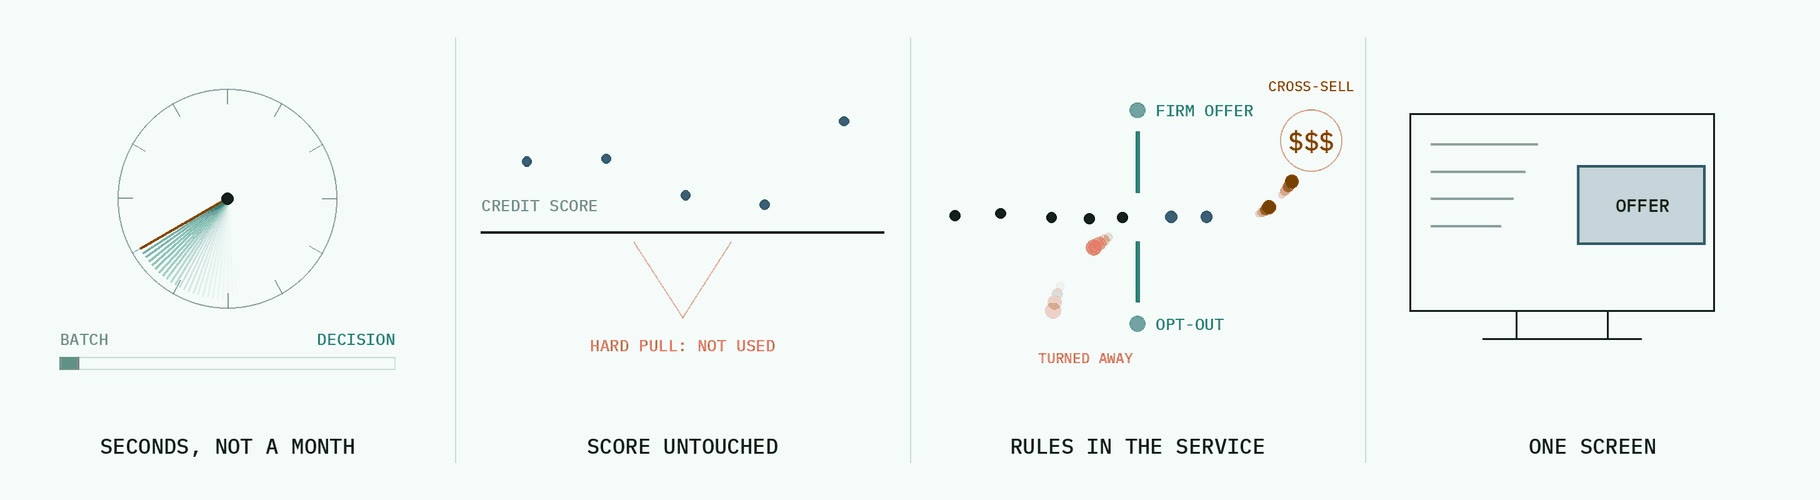 BATCH
DECISION
SECONDS, NOT A MONTH
CREDIT SCORE
HARD PULL: NOT USED
SCORE UNTOUCHED
CROSS-SELL
FIRM OFFER
$$$
OPT-OUT
TURNED AWAY
RULES IN THE SERVICE
OFFER
ONE SCREEN